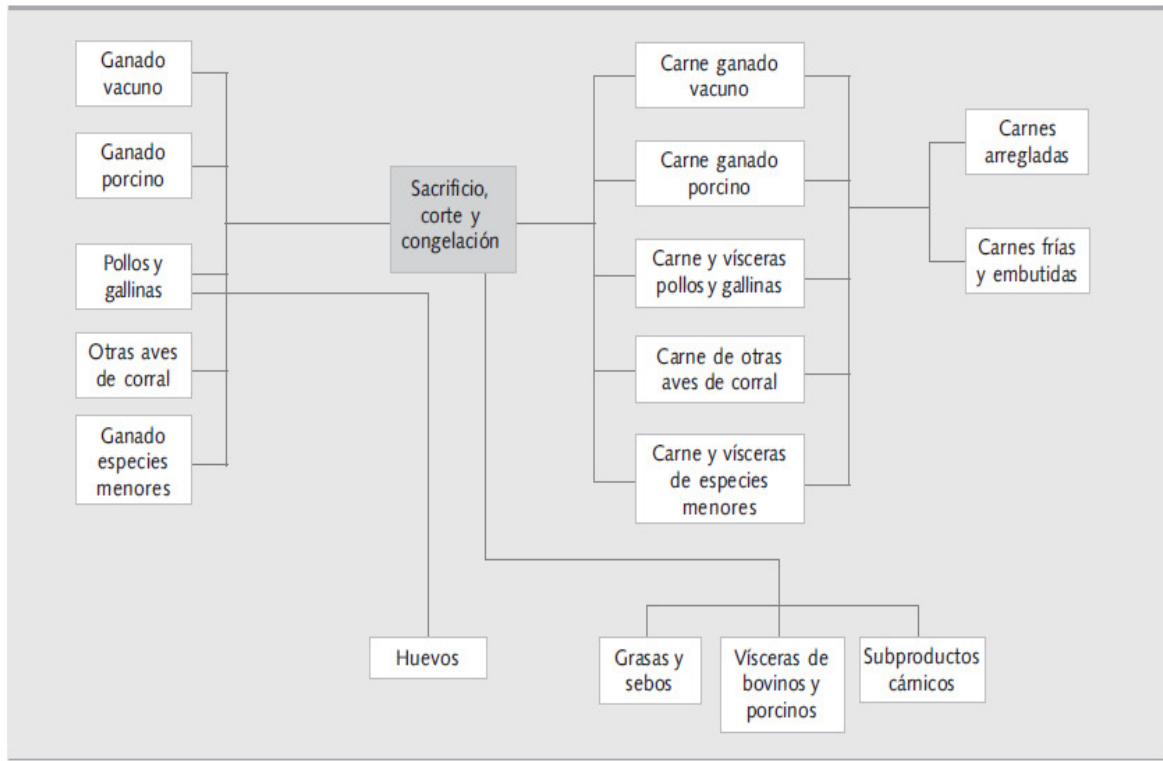 Ganado
vacuno
Ganado
porcino
Pollos y
gallinas
Otras aves
de corral
Ganado
especies
menores
Sacrificio,
corte y
congelación
Carne ganado
vacuno
Carne ganado
porcino
Carne y vísceras
pollos y gallinas
Carne de otras
aves de corral
Carne y vísceras
de especies
menores
Carnes
arregladas
Carnes frías
y embutidas
Huevos
Grasas y
sebos
Vísceras de
bovinos y
porcinos
Subproductos
cárnicos